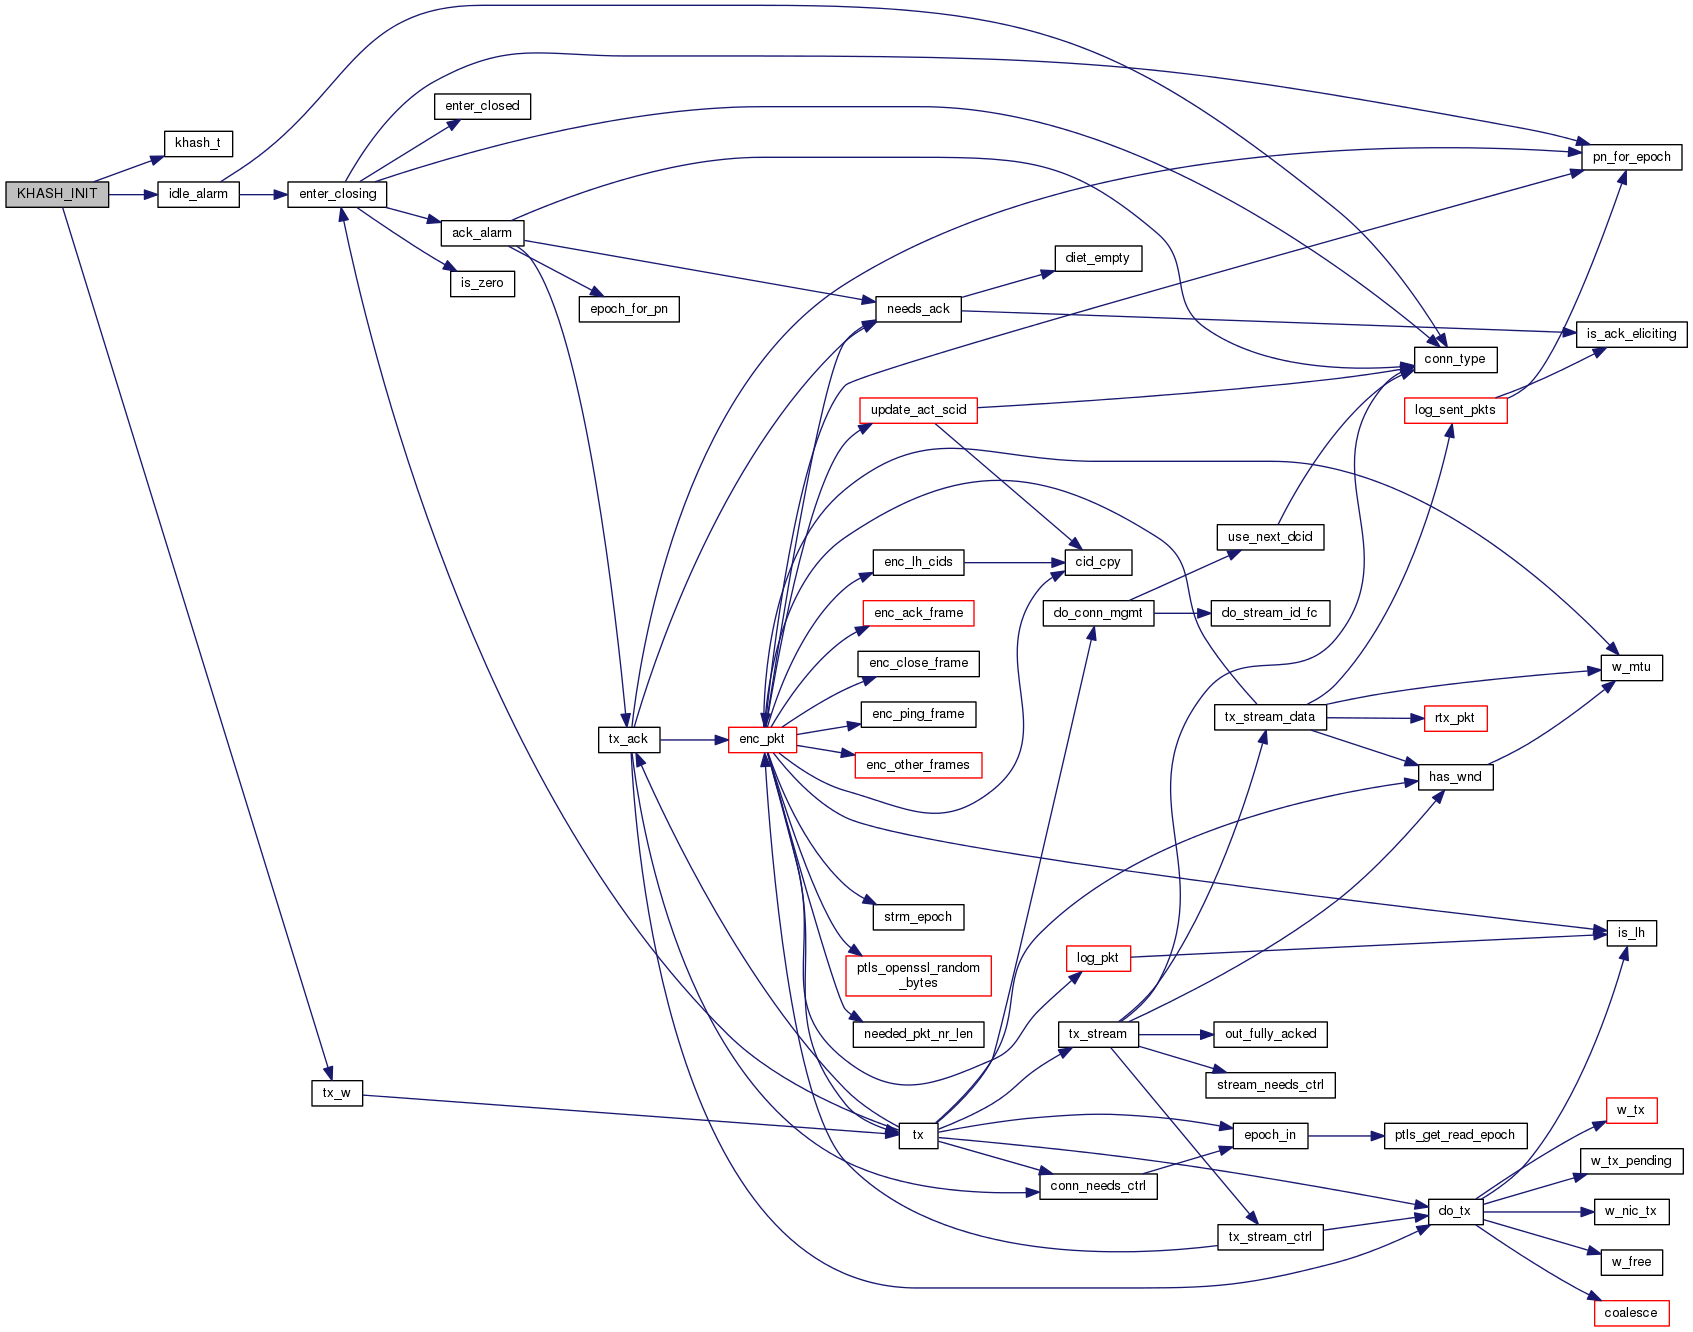 KHASH_INIT
khash_t
idle_alarm
tx_w
enter_closing
enter_closed
ack_alarm
is_zero
epoch_for_pn
tx_ack
enc_pkt
needs_ack
update_act_scid
enc_lh_cids
enc_ack_frame
enc_close_frame
enc_ping_frame
enc_other_frames
strm_epoch
ptls_openssl_random
_bytes
needed_pkt_nr_len
tx
diet_empty
cid_cpy
do_conn_mgmt
log_pkt
tx_stream
conn_needs_ctrl
use_next_dcid
do_stream_id_fc
tx_stream_data
out_fully_acked
stream_needs_ctrl
epoch_in
tx_stream_ctrl
conn_type
log_sent_pkts
rtx_pkt
has_wnd
ptls_get_read_epoch
do_tx
pn_for_epoch
is_ack_eliciting
w_mtu
is_lh
w_tx
w_tx_pending
w_nic_tx
w_free
coalesce